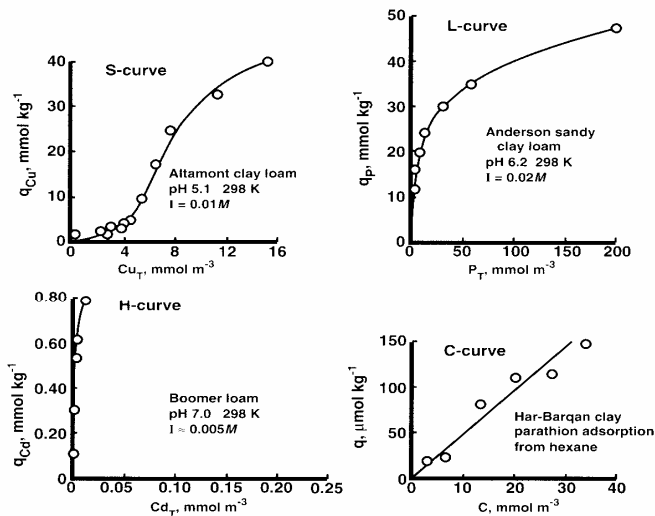 S-curve
40
30
20
10
0
q_Cu, mmol kg⁻¹
Altamont clay loam
pH 5.1 298 K
I = 0.01M
0 4 8 12 16
Cu_T, mmol m⁻³
L-curve
50
40
30
20
10
0
q_P, mmol kg⁻¹
Anderson sandy
clay loam
pH 6.2 298 K
I = 0.02M
0 50 100 150 200
P_T, mmol m⁻³
H-curve
0.80
0.60
0.40
0.20
0
q_Cd, mmol kg⁻¹
Boomer loam
pH 7.0 298 K
I ≈ 0.005M
0 0.05 0.10 0.15 0.20 0.25
Cd_T, mmol m⁻³
C-curve
150
100
50
0
q, μmol kg⁻¹
Har-Barqan clay
parathion adsorption
from hexane
0 10 20 30 40
C, mmol m⁻³